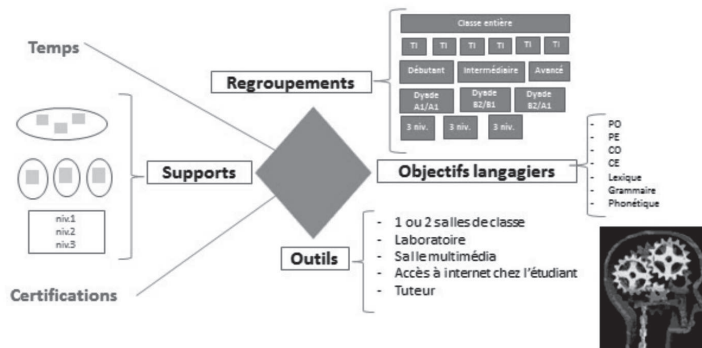 Temps
Regroupements
Classe entière
TI TI TI TI TI TI
Débutant Intermédiaire Avancé
Dyade A1/A1 Dyade B2/B1 Dyade B2/A1
3 niv. 3 niv. 3 niv.
Supports
niv.1
niv.2
niv.3
Objectifs langagiers
- PO
- PE
- CO
- CE
- Lexique
- Grammaire
- Phonétique
Outils
- 1 ou 2 salles de classe
- Laboratoire
- Salle multimédia
- Accès à internet chez l'étudiant
- Tuteur
Certifications